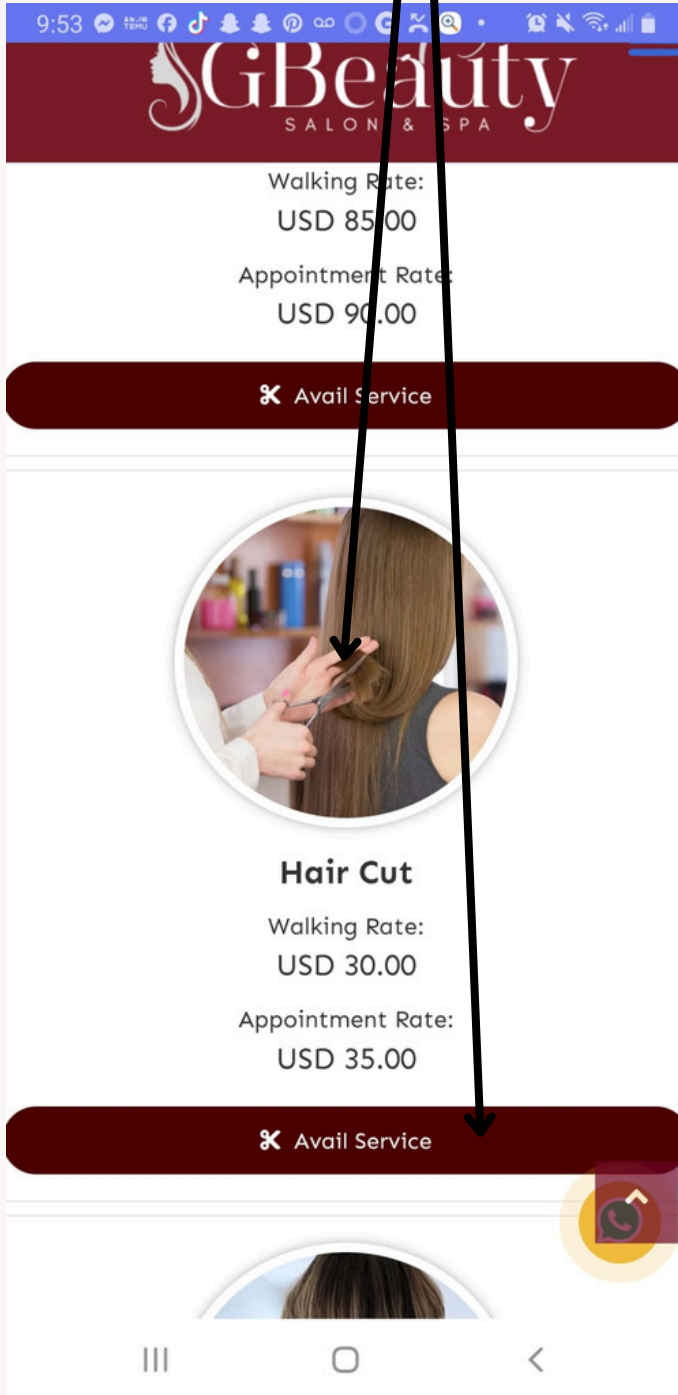 9:53
TEMU
GBeauty
SALON & SPA
Walking Rate:
USD 85.00
Appointment Rate:
USD 90.00
Avail Service
Hair Cut
Walking Rate:
USD 30.00
Appointment Rate:
USD 35.00
Avail Service